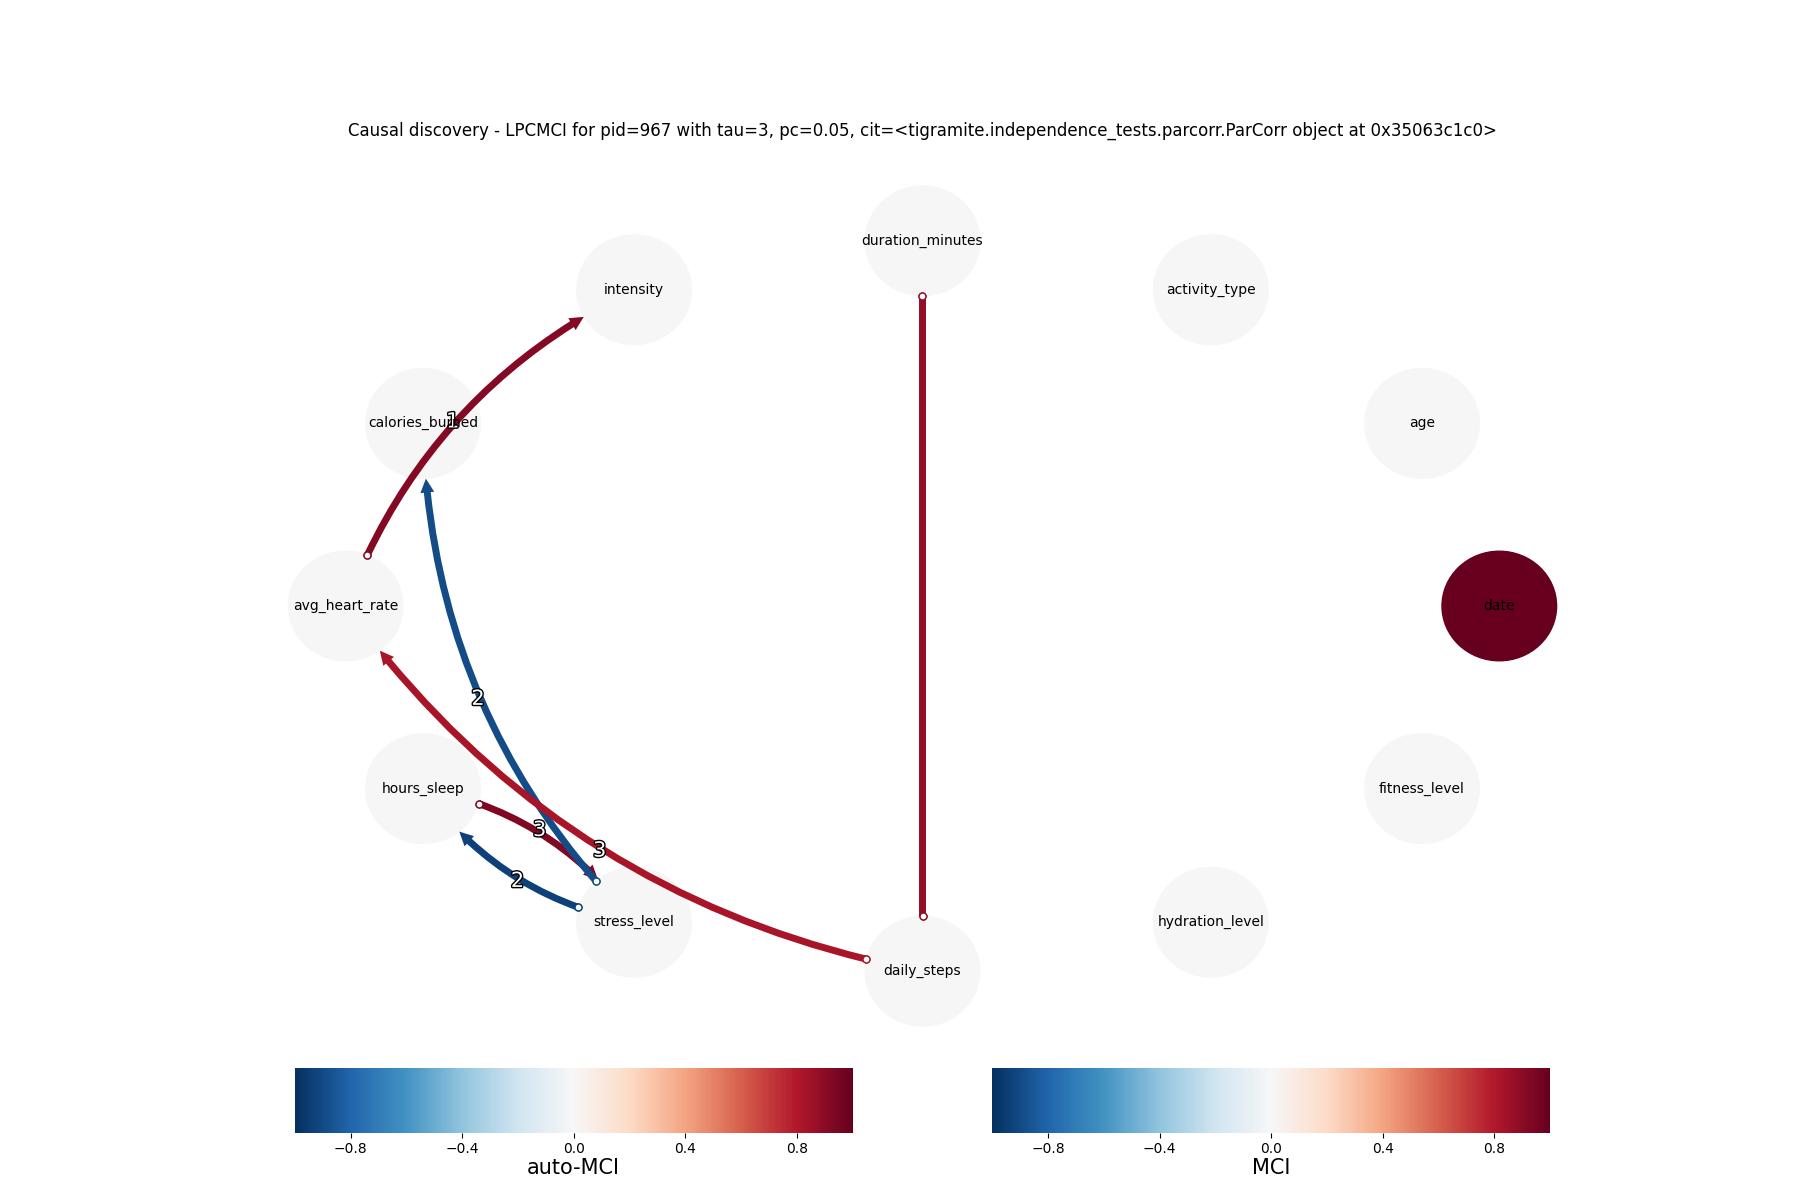 Causal discovery - LPCMCI for pid=967 with tau=3, pc=0.05, cit=<tigramite.independence_tests.parcorr.ParCorr object at 0x35063c1c0>
duration_minutes
intensity
activity_type
calories_burned
1
age
avg_heart_rate
date
2
hours_sleep
fitness_level
3
3
2
stress_level
hydration_level
daily_steps
−0.8 −0.4 0.0 0.4 0.8
auto-MCI
−0.8 −0.4 0.0 0.4 0.8
MCI